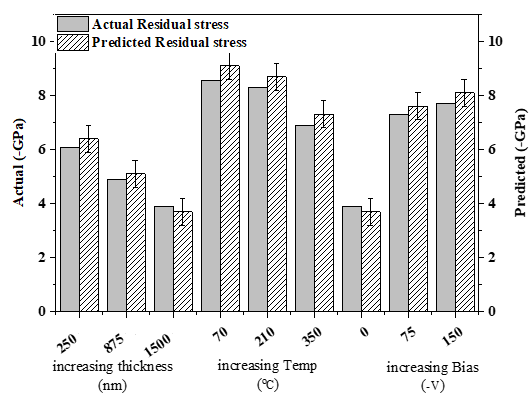 Actual Residual stress
Predicted Residual stress
Actual (-GPa)
10
8
6
4
2
0
Predicted (-GPa)
10
8
6
4
2
0
250
875
1500
70
210
350
0
75
150
increasing thickness
(nm)
increasing Temp
(℃)
increasing Bias
(-V)